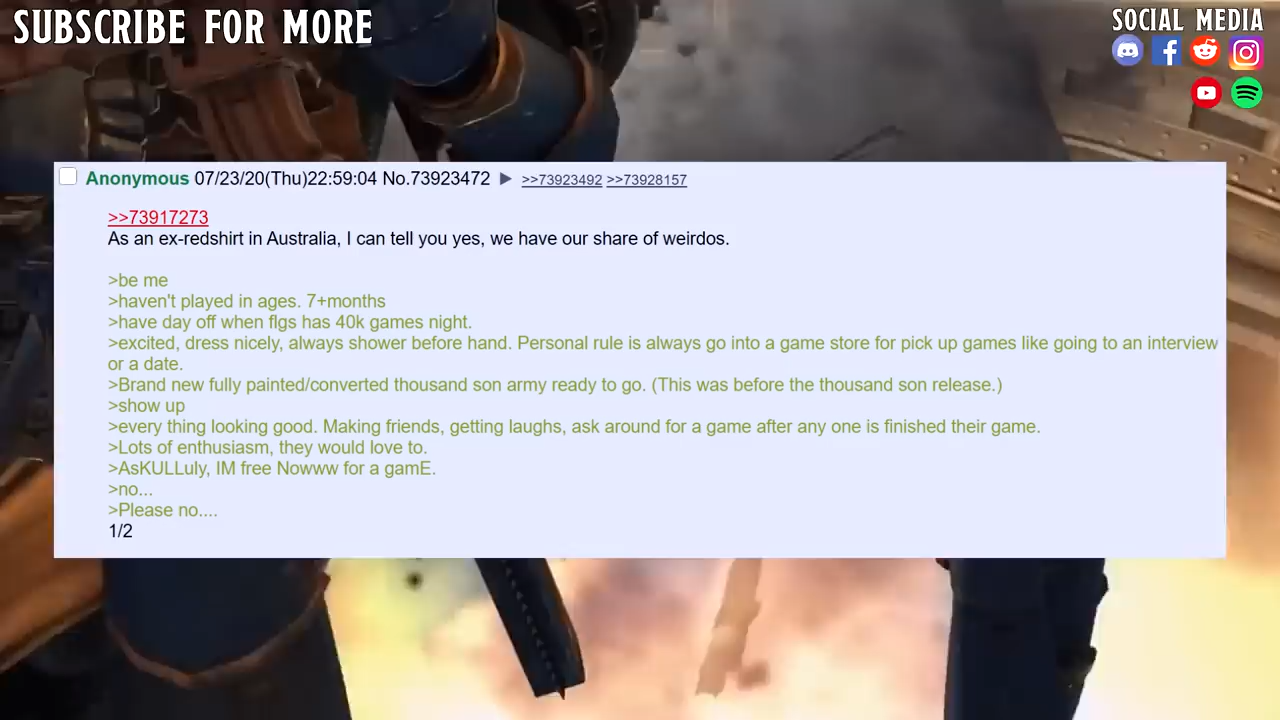 SUBSCRIBE FOR MORE
SOCIAL MEDIA
Anonymous 07/23/20(Thu)22:59:04 No.73923472 ▶ >>73923492 >>73928157
>>73917273
As an ex-redshirt in Australia, I can tell you yes, we have our share of weirdos.
>be me
>haven't played in ages. 7+months
>have day off when flgs has 40k games night.
>excited, dress nicely, always shower before hand. Personal rule is always go into a game store for pick up games like going to an interview
or a date.
>Brand new fully painted/converted thousand son army ready to go. (This was before the thousand son release.)
>show up
>every thing looking good. Making friends, getting laughs, ask around for a game after any one is finished their game.
>Lots of enthusiasm, they would love to.
>AsKULLuly, IM free Nowww for a gamE.
>no...
>Please no....
1/2